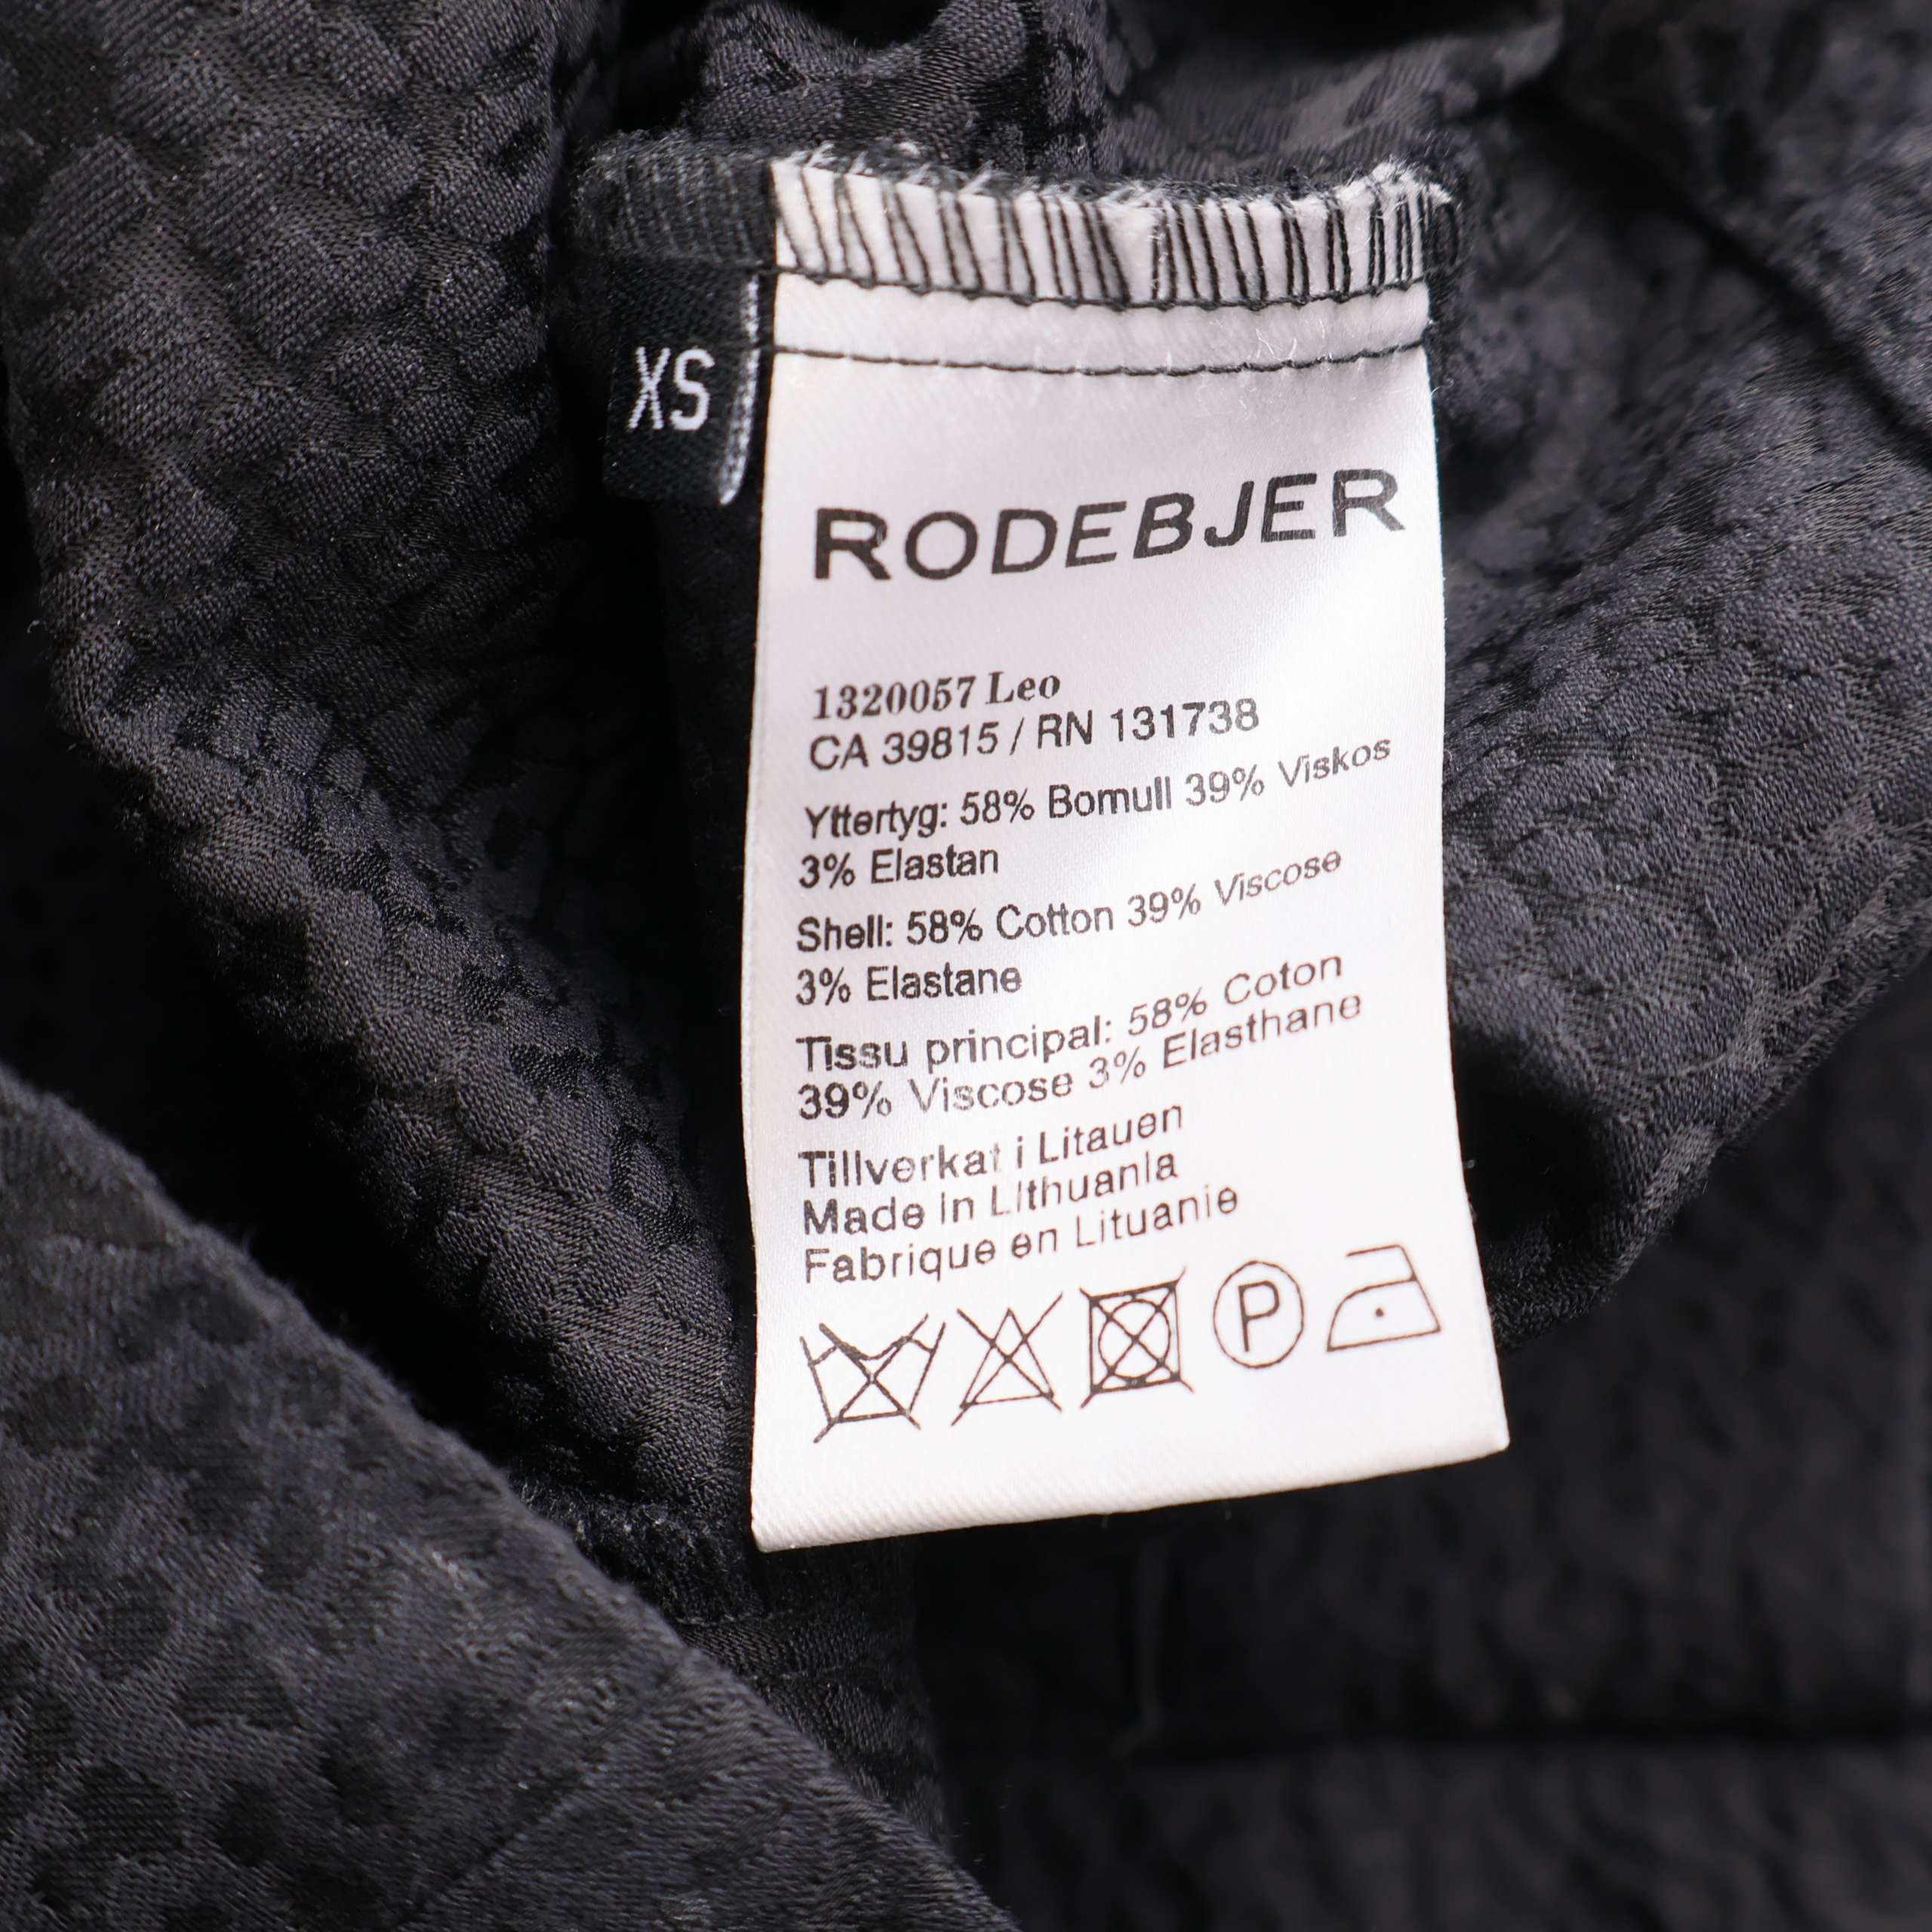 XS
RODEBJER
1320057 Leo
CA 39815 / RN 131738
Yttertyg: 58% Bomull 39% Viskos
3% Elastan
Shell: 58% Cotton 39% Viscose
3% Elastane
Tissu principal: 58% Coton
39% Viscose 3% Elasthane
Tillverkat i Litauen
Made in Lithuania
Fabrique en Lituanie
P